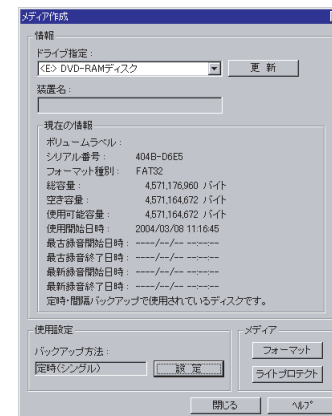 メディア作成
情報
ドライブ指定：
<E> DVD-RAMディスク
更 新
装置名：
現在の情報
ボリュームラベル：
シリアル番号： 404B-D6E5
フォーマット種別： FAT32
総容量： 4,571,176,960 バイト
空き容量： 4,571,164,672 バイト
使用可能容量： 4,571,164,672 バイト
使用開始日時： 2004/03/08 11:16:45
最古録音開始日時： ----/--/-- --:--:--
最古録音終了日時： ----/--/-- --:--:--
最新録音開始日時： ----/--/-- --:--:--
最新録音終了日時： ----/--/-- --:--:--
定時・間隔バックアップで使用されているディスクです。
使用設定
バックアップ方法：
定時(シングル)
設 定
メディア
フォーマット
ライトプロテクト
閉じる
ヘルプ